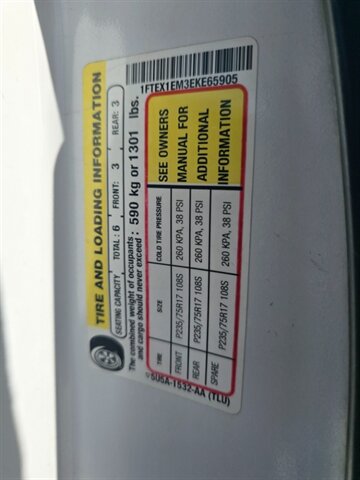 1FTEX1EM3EKE65905
TIRE AND LOADING INFORMATION
SEATING CAPACITY TOTAL: 6 FRONT: 3 REAR: 3
The combined weight of occupants
and cargo should never exceed: 590 kg or 1301 lbs.
TIRE SIZE COLD TIRE PRESSURE SEE OWNERS
FRONT P235/75R17 108S 260 KPA, 38 PSI MANUAL FOR
REAR P235/75R17 108S 260 KPA, 38 PSI ADDITIONAL
SPARE P235/75R17 108S 260 KPA, 38 PSI INFORMATION
5U5A-1532-AA (TLU)